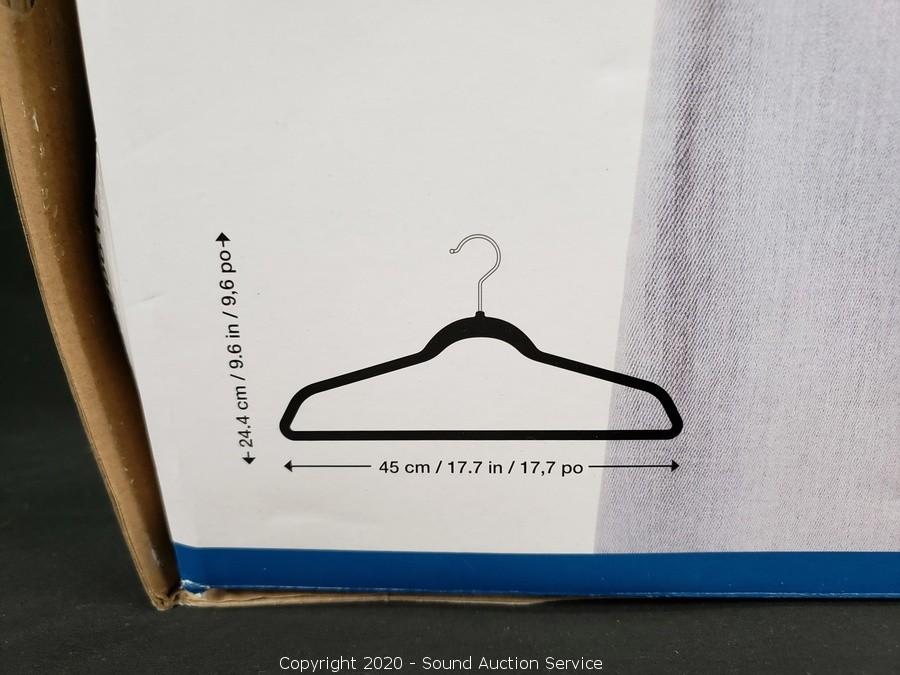 24.4 cm / 9.6 in / 9,6 po
45 cm / 17.7 in / 17,7 po
Copyright 2020 - Sound Auction Service